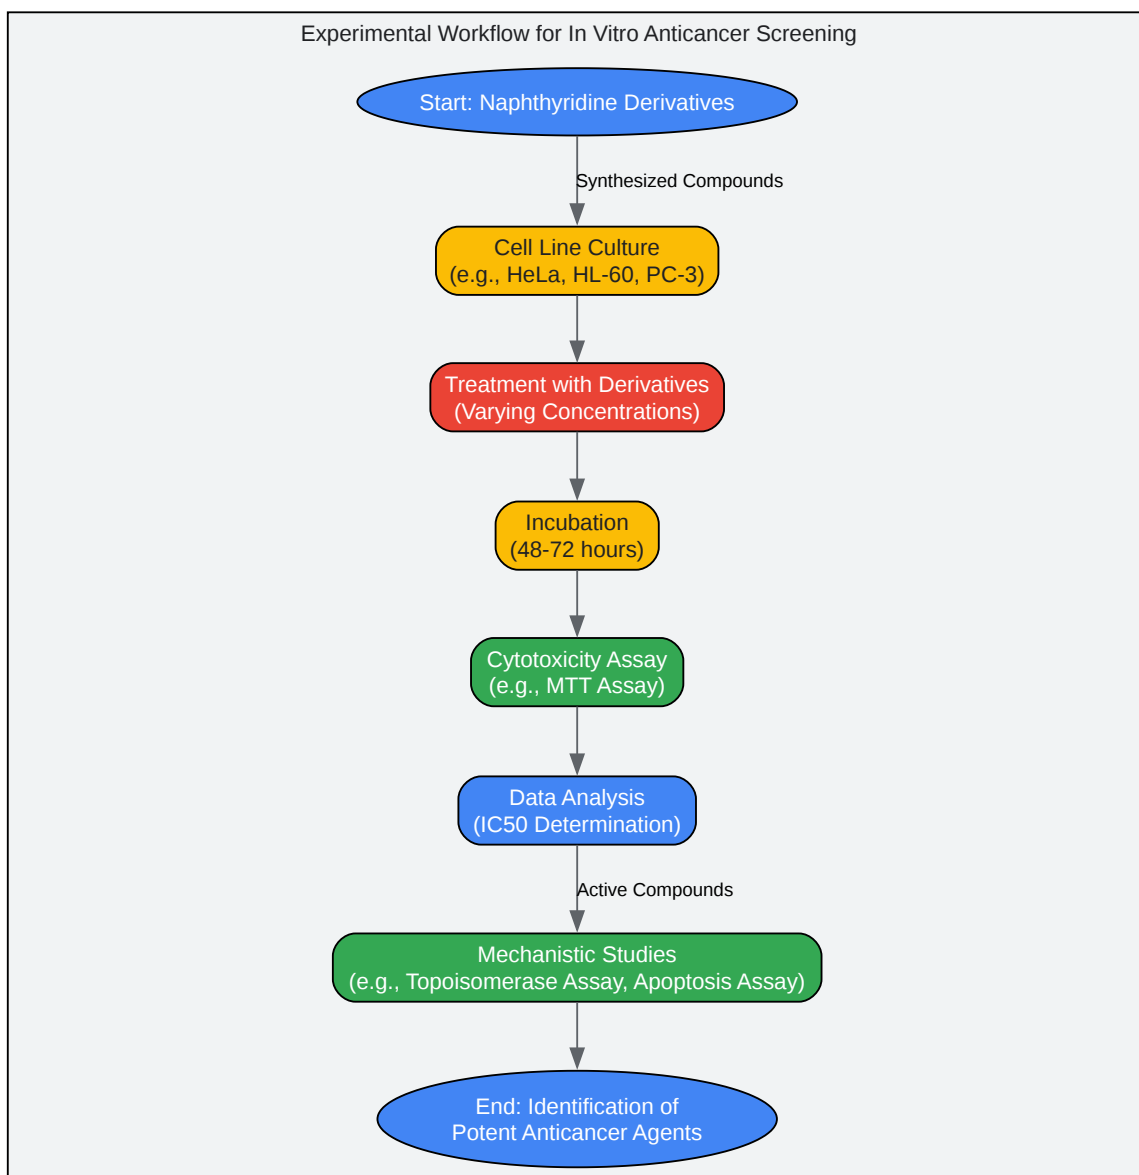 Experimental Workflow for In Vitro Anticancer Screening
Start: Naphthyridine Derivatives
Synthesized Compounds
Cell Line Culture
(e.g., HeLa, HL-60, PC-3)
Treatment with Derivatives
(Varying Concentrations)
Incubation
(48-72 hours)
Cytotoxicity Assay
(e.g., MTT Assay)
Data Analysis
(IC50 Determination)
Active Compounds
Mechanistic Studies
(e.g., Topoisomerase Assay, Apoptosis Assay)
End: Identification of
Potent Anticancer Agents